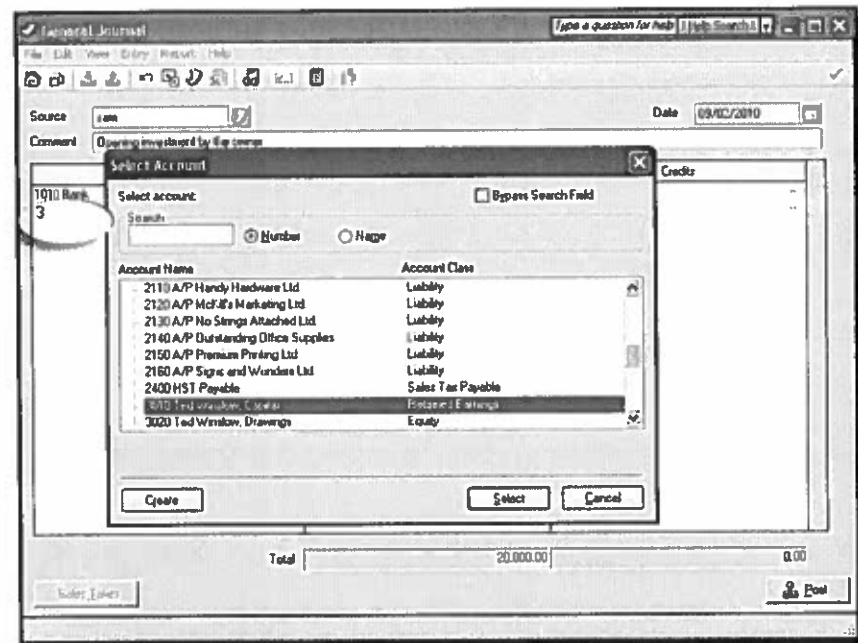 General Journal
Type a question for help Help Search
File Edit View Entry Report Help
Source
Date 09/02/2010
Comment Opening investment by the owner
Select Account
Credits
1010 Bank
3
Select account:
Bypass Search Field
Search
Number
Name
Account Name Account Class
2110 A/P Handy Hardware Ltd. Liability
2120 A/P McKill's Marketing Ltd. Liability
2130 A/P No Strings Attached Ltd. Liability
2140 A/P Outstanding Office Supplies Liability
2150 A/P Premium Printing Ltd Liability
2160 A/P Signs and Wonders Ltd. Liability
2400 HST Payable Sales Tax Payable
3010 Ted Winslow, Capital Retained Earnings
3020 Ted Winslow, Drawings Equity
Create
Select
Cancel
Total 20,000.00 0.00
Sales Taxes
Post